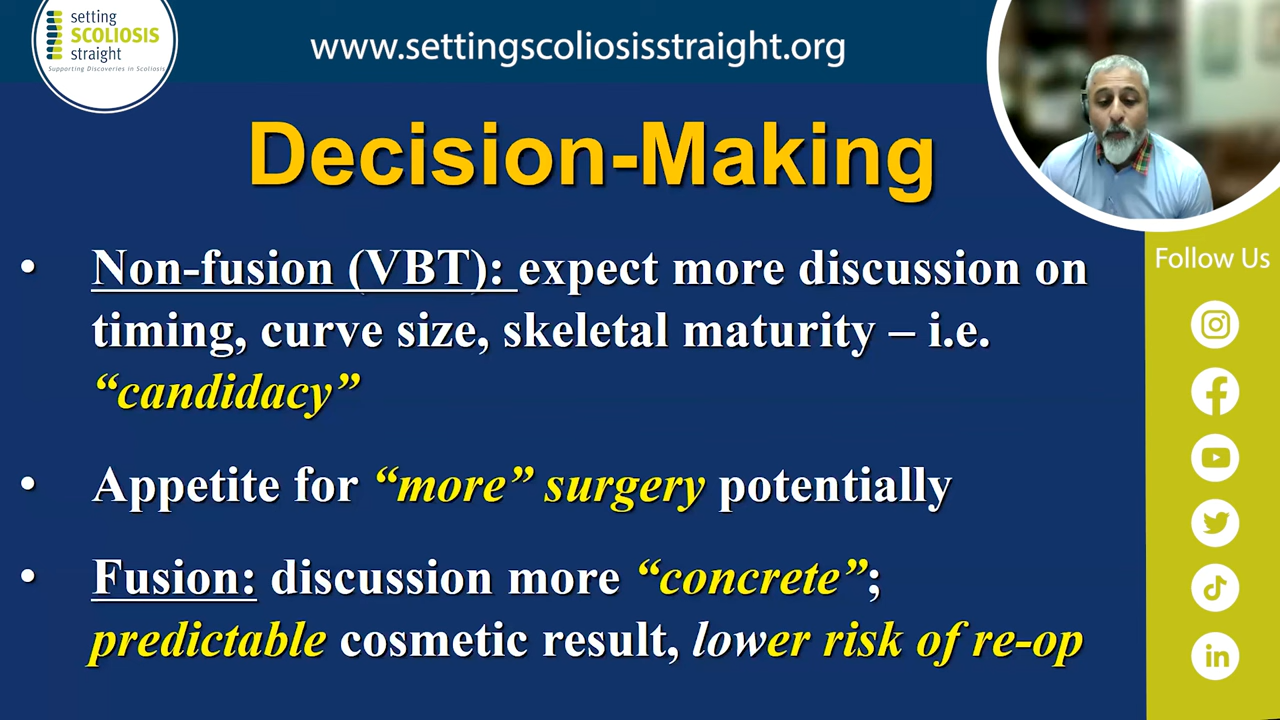 setting
SCOLIOSIS
straight
Supporting Discoveries in Scoliosis
www.settingscoliosisstraight.org
Decision-Making
Follow Us
• Non-fusion (VBT): expect more discussion on
timing, curve size, skeletal maturity – i.e.
“candidacy”
• Appetite for “more” surgery potentially
• Fusion: discussion more “concrete”;
predictable cosmetic result, lower risk of re-op
in